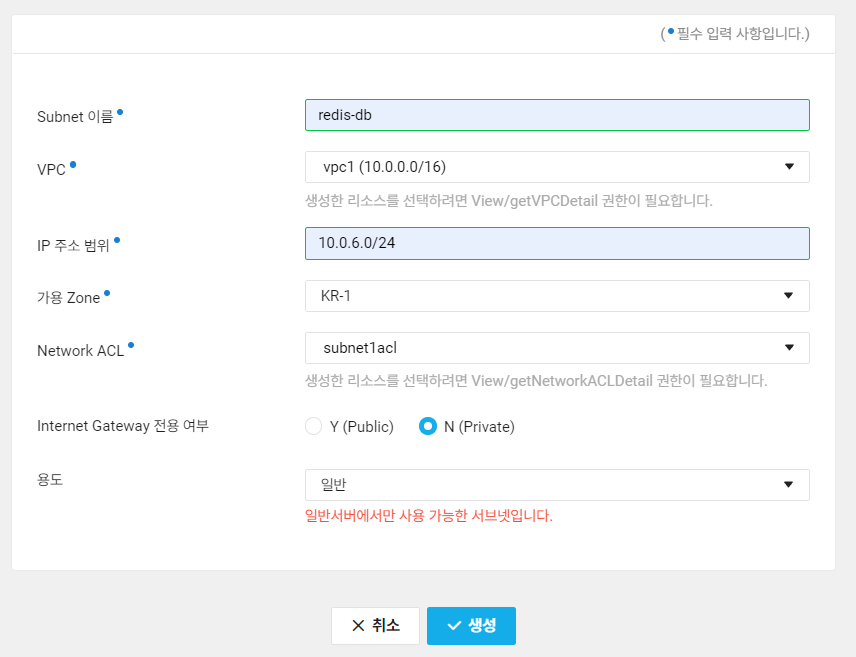 (•필수 입력 사항입니다.)
Subnet 이름•
redis-db
VPC•
vpc1 (10.0.0.0/16)
생성한 리소스를 선택하려면 View/getVPCDetail 권한이 필요합니다.
IP 주소 범위•
10.0.6.0/24
가용 Zone•
KR-1
Network ACL•
subnet1acl
생성한 리소스를 선택하려면 View/getNetworkACLDetail 권한이 필요합니다.
Internet Gateway 전용 여부
Y (Public)
N (Private)
용도
일반
일반서버에서만 사용 가능한 서브넷입니다.
취소
생성